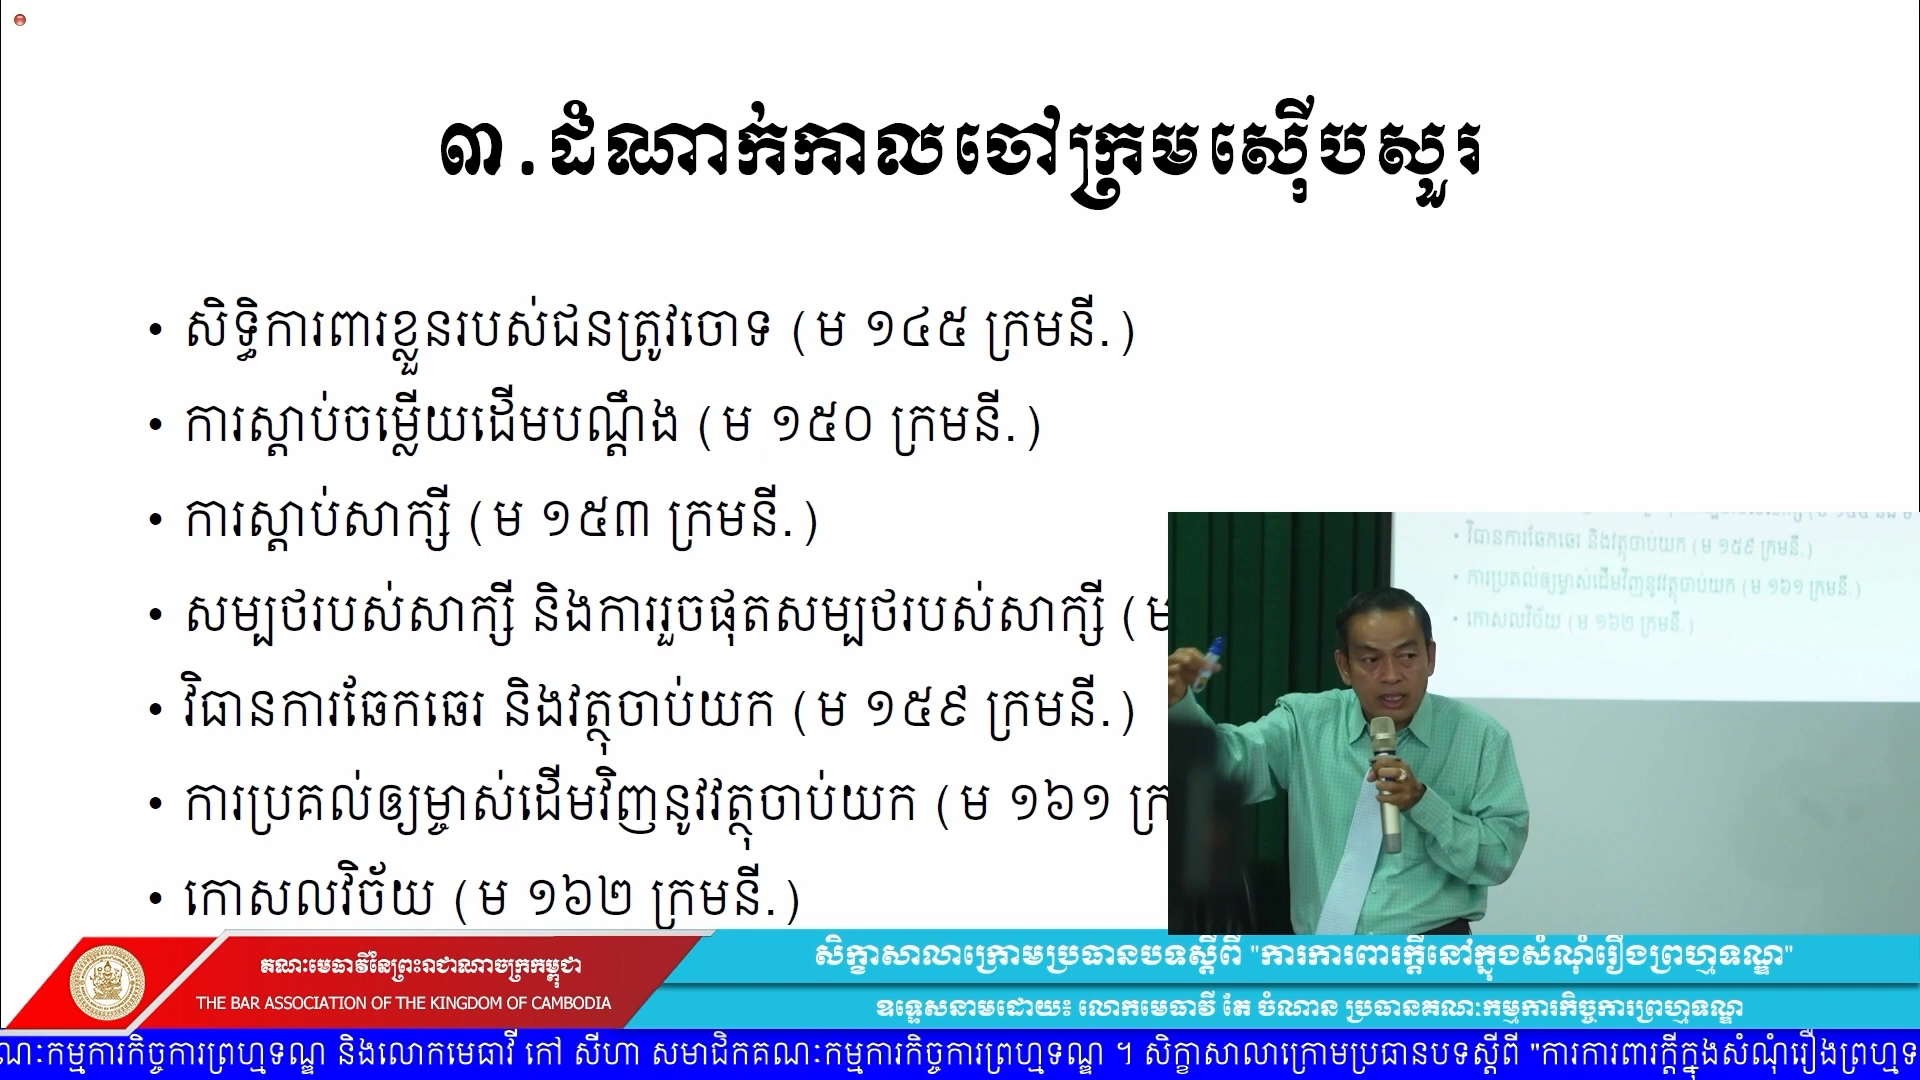 ៣.ដំណាក់កាលចៅក្រមស៊ើបសួរ
• សិទ្ធិការពារខ្លួនរបស់ជនត្រូវចោទ (ម ១៤៥ ក្រមនី.)
• ការស្តាប់ចម្លើយដើមបណ្តឹង (ម ១៥០ ក្រមនី.)
• ការស្តាប់សាក្សី (ម ១៥៣ ក្រមនី.)
• សម្បថរបស់សាក្សី និងការរួចផុតសម្បថរបស់សាក្សី (ម
• វិធានការឆែកឆេរ និងវត្ថុចាប់យក (ម ១៥៩ ក្រមនី.)
• ការប្រគល់ឲ្យម្ចាស់ដើមវិញនូវវត្ថុចាប់យក (ម ១៦១ ក្រ
• កោសលវិច័យ (ម ១៦២ ក្រមនី.)
• វិធានការឆែកឆេរ និងវត្ថុចាប់យក (ម ១៥៩ ក្រមនី.)
• ការប្រគល់ឲ្យម្ចាស់ដើមវិញនូវវត្ថុចាប់យក (ម ១៦១ ក្រមនី.)
• កោសលវិច័យ (ម ១៦២ ក្រមនី.)
គណៈមេធាវីនៃព្រះរាជាណាចក្រកម្ពុជា
THE BAR ASSOCIATION OF THE KINGDOM OF CAMBODIA
សិក្ខាសាលាក្រោមប្រធានបទស្តីពី "ការការពារក្តីនៅក្នុងសំណុំរឿងព្រហ្មទណ្ឌ"
ឧទ្ទេសនាមដោយ៖ លោកមេធាវី តែ ចំណាន ប្រធានគណៈកម្មការកិច្ចការព្រហ្មទណ្ឌ
ណៈកម្មការកិច្ចការព្រហ្មទណ្ឌ និងលោកមេធាវី កៅ សីហា សមាជិកគណៈកម្មការកិច្ចការព្រហ្មទណ្ឌ ។ សិក្ខាសាលាក្រោមប្រធានបទស្តីពី "ការការពារក្តីក្នុងសំណុំរឿងព្រហ្មទ